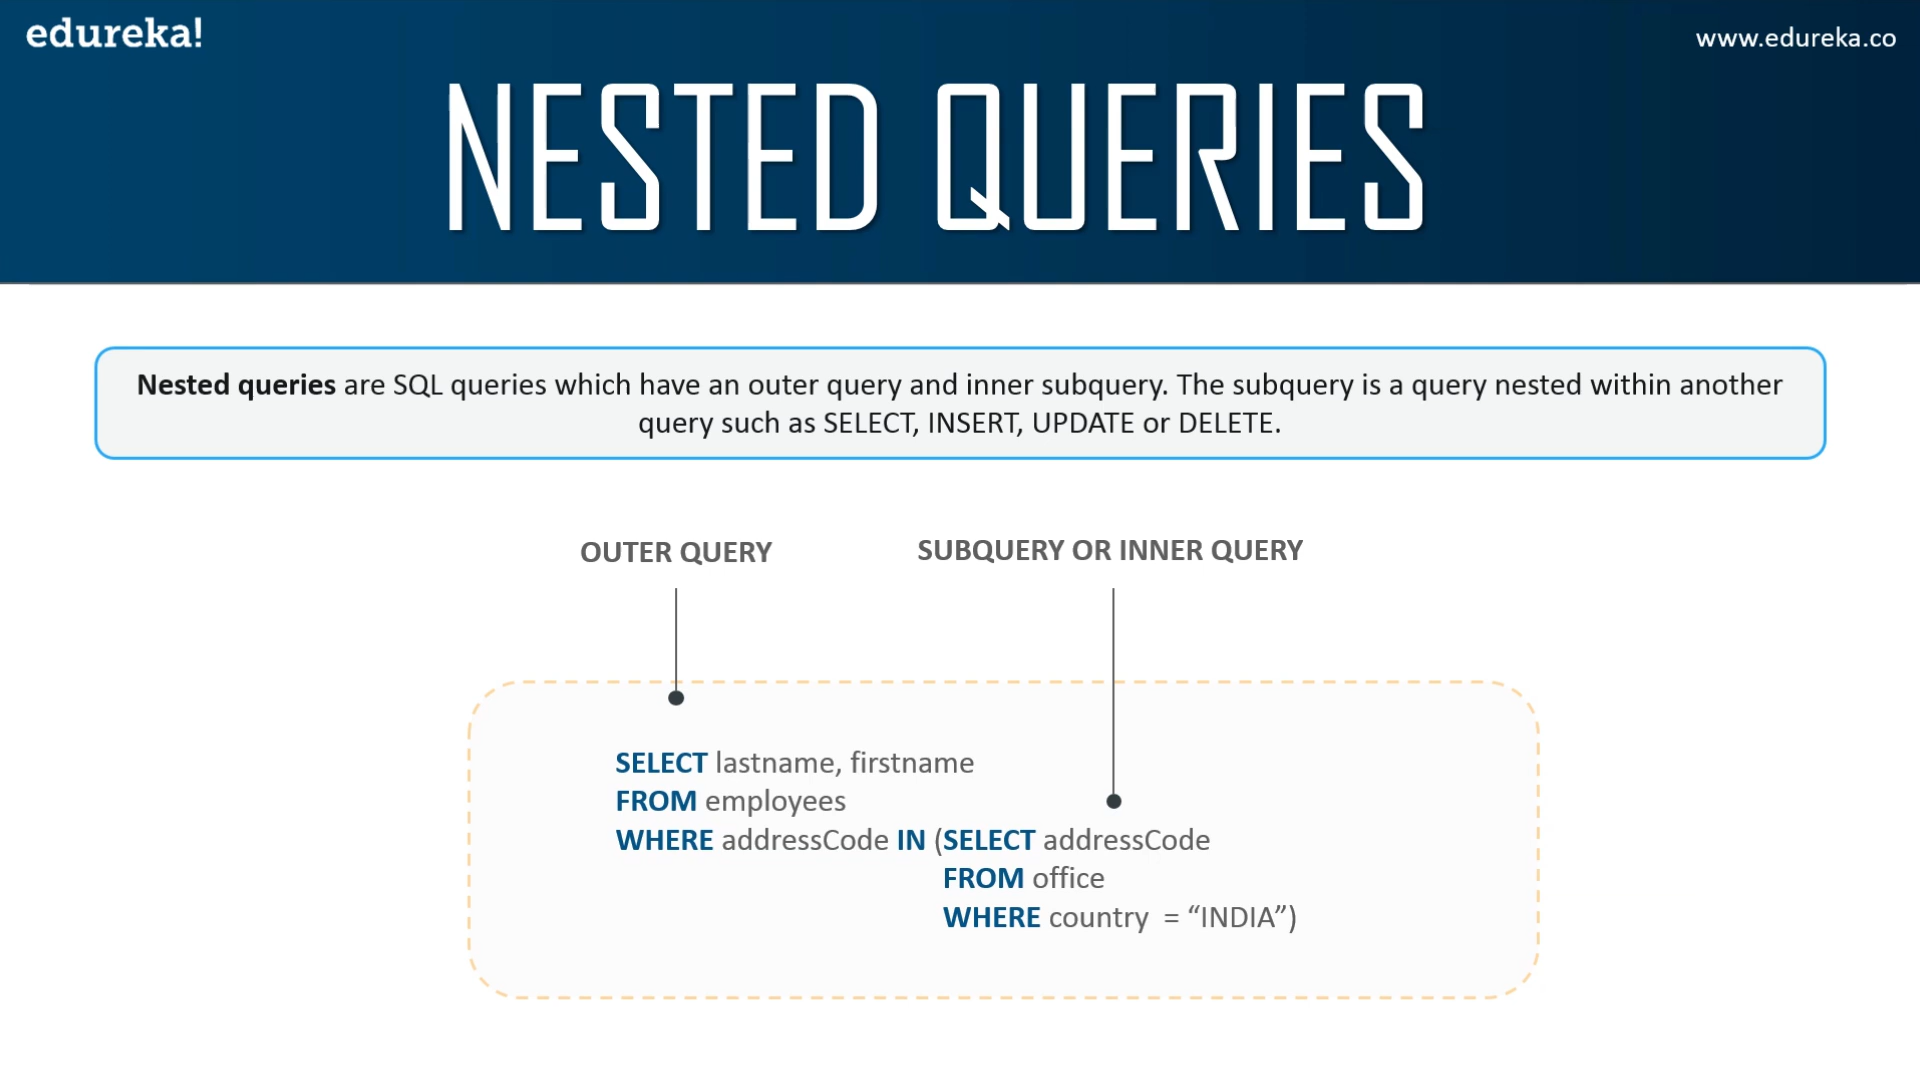 edureka!
www.edureka.co
NESTED QUERIES
Nested queries are SQL queries which have an outer query and inner subquery. The subquery is a query nested within another
query such as SELECT, INSERT, UPDATE or DELETE.
OUTER QUERY
SUBQUERY OR INNER QUERY
SELECT lastname, firstname
FROM employees
WHERE addressCode IN (SELECT addressCode
FROM office
WHERE country  = “INDIA”)